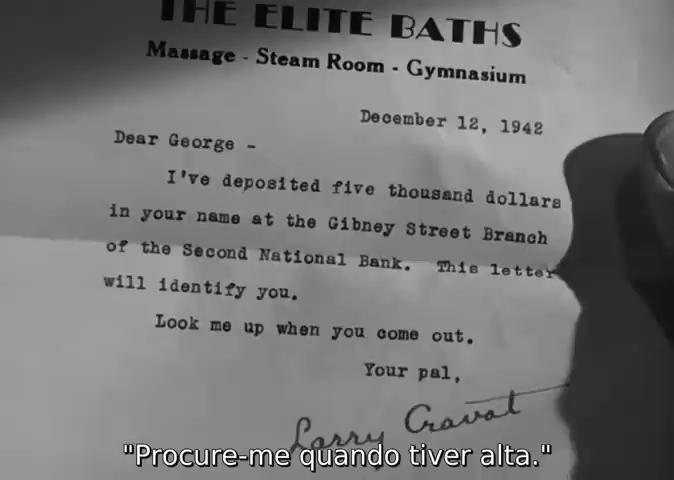 THE ELITE BATHS
Massage - Steam Room - Gymnasium
December 12, 1942
Dear George -
I've deposited five thousand dollars
in your name at the Gibney Street Branch
of the Second National Bank. This letter
will identify you.
Look me up when you come out.
Your pal,
Larry Cravat
"Procure-me quando tiver alta."